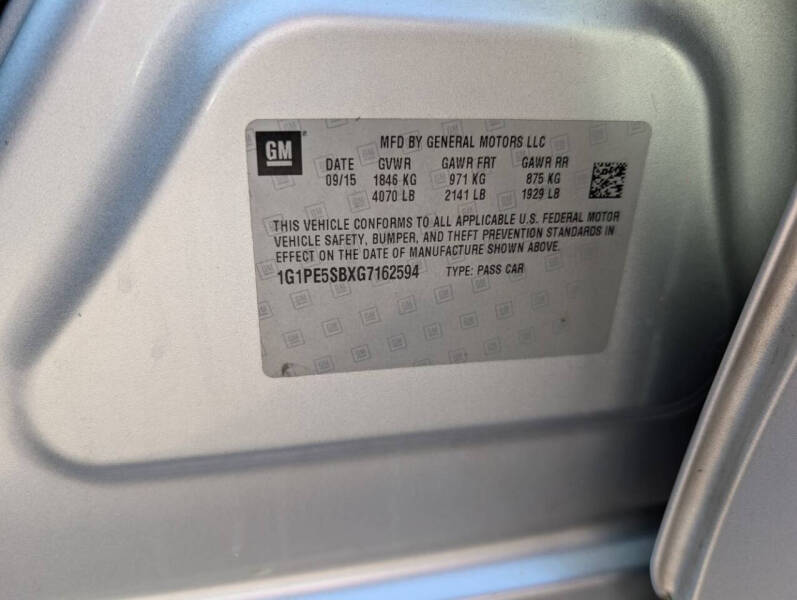 GM
MFD BY GENERAL MOTORS LLC
DATE GVWR GAWR FRT GAWR RR
09/15 1846 KG 971 KG 875 KG
4070 LB 2141 LB 1929 LB
THIS VEHICLE CONFORMS TO ALL APPLICABLE U.S. FEDERAL MOTOR
VEHICLE SAFETY, BUMPER, AND THEFT PREVENTION STANDARDS IN
EFFECT ON THE DATE OF MANUFACTURE SHOWN ABOVE.
1G1PE5SBXG7162594 TYPE: PASS CAR